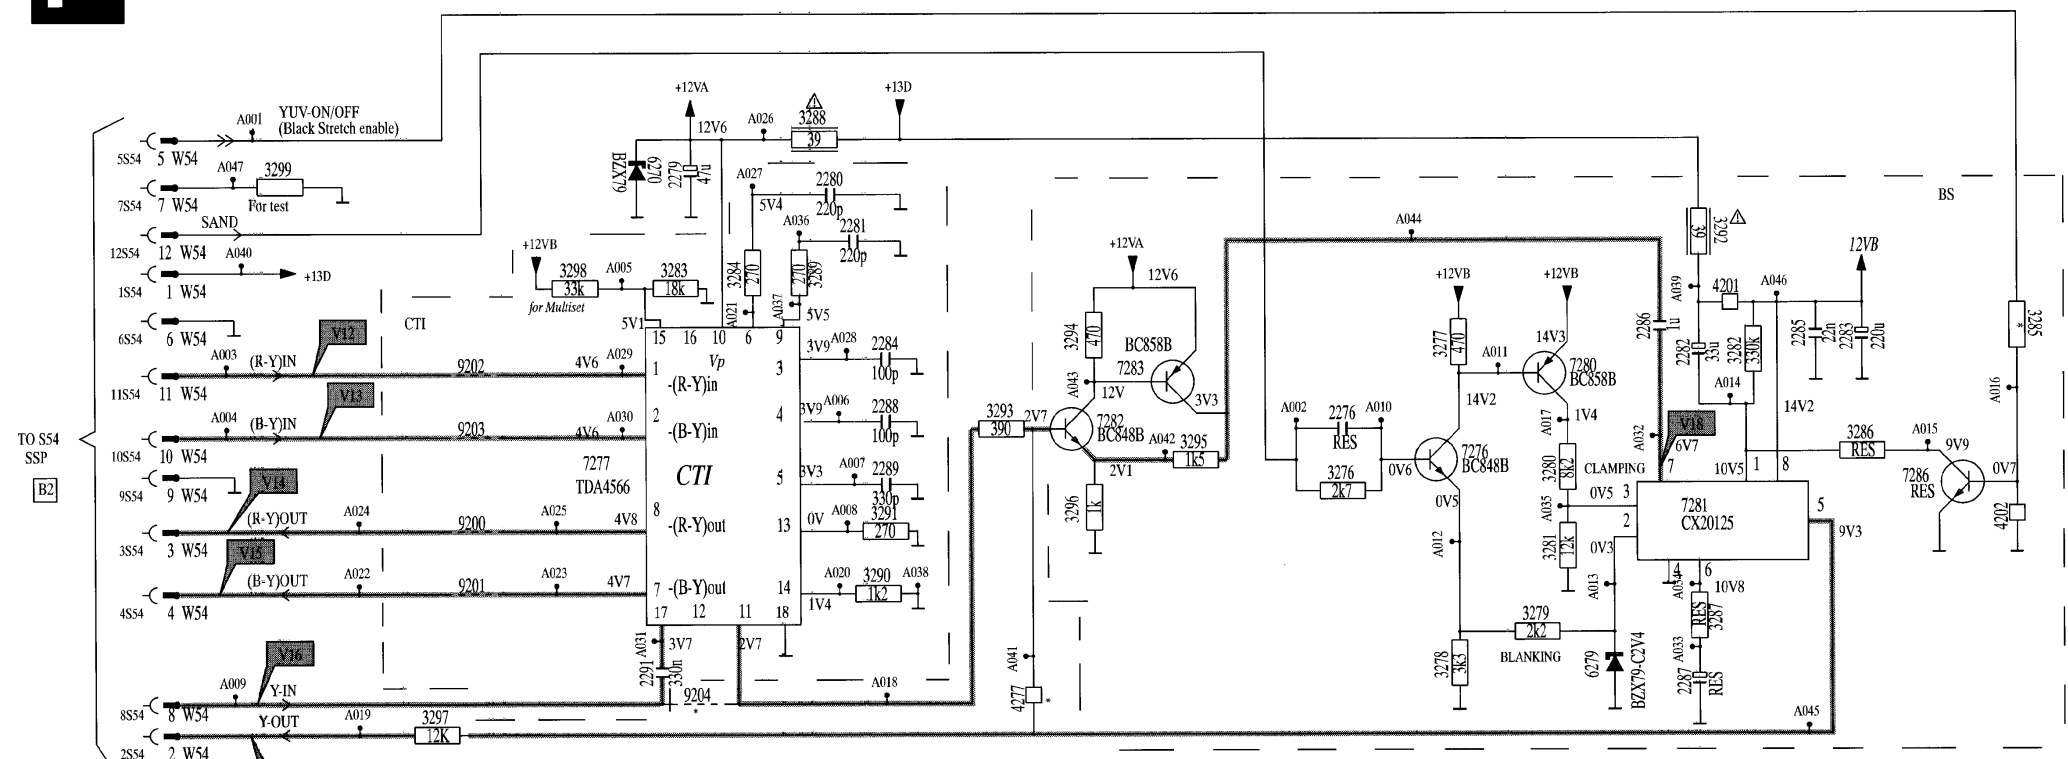 +12VA
+13D
A001
YUV-ON/OFF
(Black Stretch enable)
12V6
A026
3288
39
5S54
5 W54
BZX79
6270
2279
47u
A047
3299
7S54
7 W54
For test
A027
2280
5V4
220p
BS
SAND
A036
2281
220p
A044
3292
39
12S54
12 W54
A040
+12VB
+12VA
12VB
3284
270
270
3289
1S54
1 W54
+13D
3298
A005
3283
12V6
+12VB
+12VB
33k
18k
for Multiset
A039
4201
A046
6S54
6 W54
V12
CTI
5V1
A021
A037
5V5
3294
470
BC858B
3277
470
14V3
2286
1u
2282
33u
3282
330k
2285
22n
2283
220u
3285
*
15
16
10
6
9
Vp
A003
(R-Y)IN
9202
4V6
A029
1
-(R-Y)in
3
3V9
A028
2284
100p
7283
A011
7280
BC858B
11S54
11 W54
V13
A043
12V
3V3
A014
A016
A004
(B-Y)IN
9203
4V6
A030
2
-(B-Y)in
4
3V9
A006
2288
100p
3293
390
2V7
7282
BC848B
A002
2276
RES
A010
14V2
A017
1V4
A032
V18
6V7
14V2
3286
RES
A015
9V9
TO S54
SSP
10S54
10 W54
B2
7277
TDA4566
CTI
A042
3295
1k5
2V1
3276
2k7
0V6
7276
BC848B
3280
8k2
CLAMPING
7
10V5
1
8
7286
RES
0V7
9S54
9 W54
V14
5
3V3
A007
2289
330p
3296
1k
0V5
0V5
3
A035
7281
CX20125
5
9V3
4202
(R-Y)OUT
A024
9200
A025
4V8
8
-(R-Y)out
13
0V
A008
3291
270
2
3S54
3 W54
V15
A012
3281
12k
0V3
(B-Y)OUT
A022
9201
A023
4V7
7
-(B-Y)out
14
A020
3290
1k2
A038
1V4
A013
4
6
A034
10V8
4S54
4 W54
17
12
11
18
RES
3287
A031
3V7
2V7
3279
2k2
BLANKING
V16
A041
3278
3k3
6279
BZX79-C2V4
A033
2291
330n
A009
Y-IN
9204
*
A018
4277
*
2287
RES
8S54
8 W54
Y-OUT
A019
3297
12K
A045
2S54
2 W54